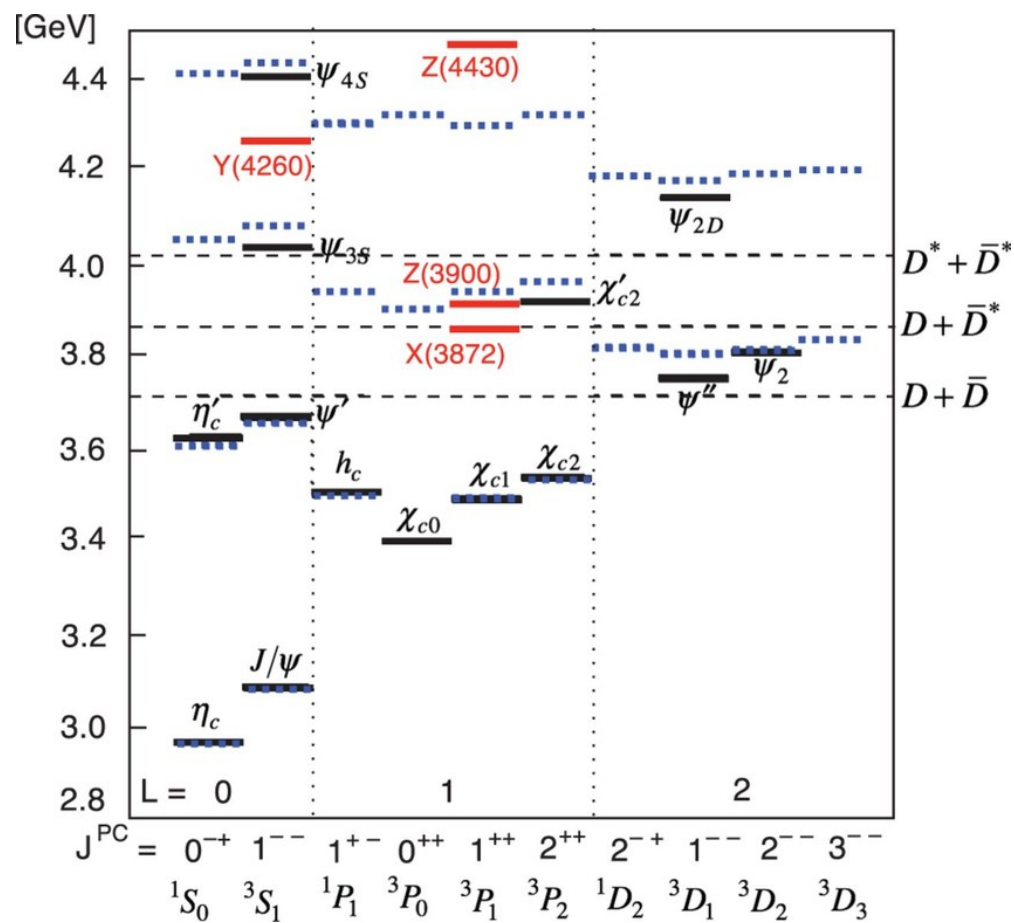 [GeV]
4.4
4.2
4.0
3.8
3.6
3.4
3.2
3.0
2.8
ψ₄S
Z(4430)
Y(4260)
ψ₂D
ψ₃S
D* + D̄*
Z(3900)
χ′c2
D + D̄*
X(3872)
ψ₂
ψ″
D + D̄
η′c
ψ′
hc
χc1
χc2
χc0
J/ψ
ηc
L = 0 1 2
J^PC = 0⁻⁺ 1⁻⁻ 1⁺⁻ 0⁺⁺ 1⁺⁺ 2⁺⁺ 2⁻⁺ 1⁻⁻ 2⁻⁻ 3⁻⁻
¹S₀ ³S₁ ¹P₁ ³P₀ ³P₁ ³P₂ ¹D₂ ³D₁ ³D₂ ³D₃